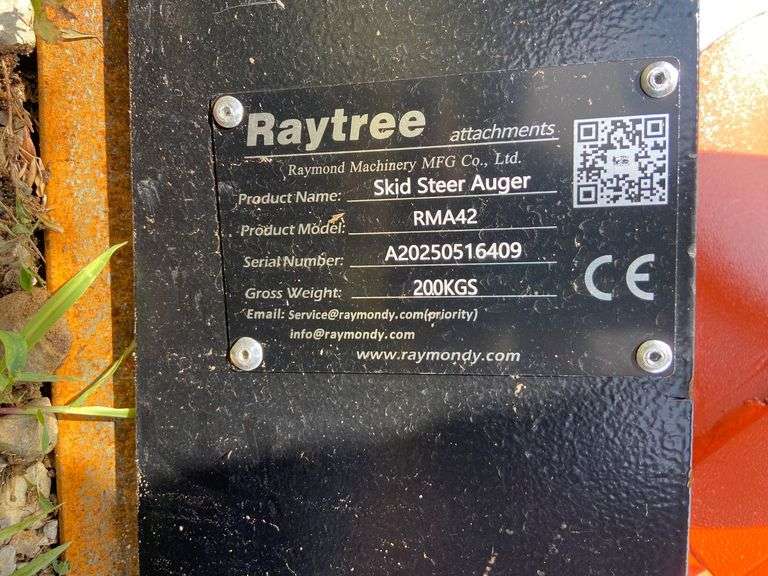 Raytree attachments
Raymond Machinery MFG Co., Ltd.
Product Name: Skid Steer Auger
Product Model: RMA42
Serial Number: A20250516409
Gross Weight: 200KGS
Email: Service@raymondy.com(priority)
info@raymondy.com
www.raymondy.com
CE